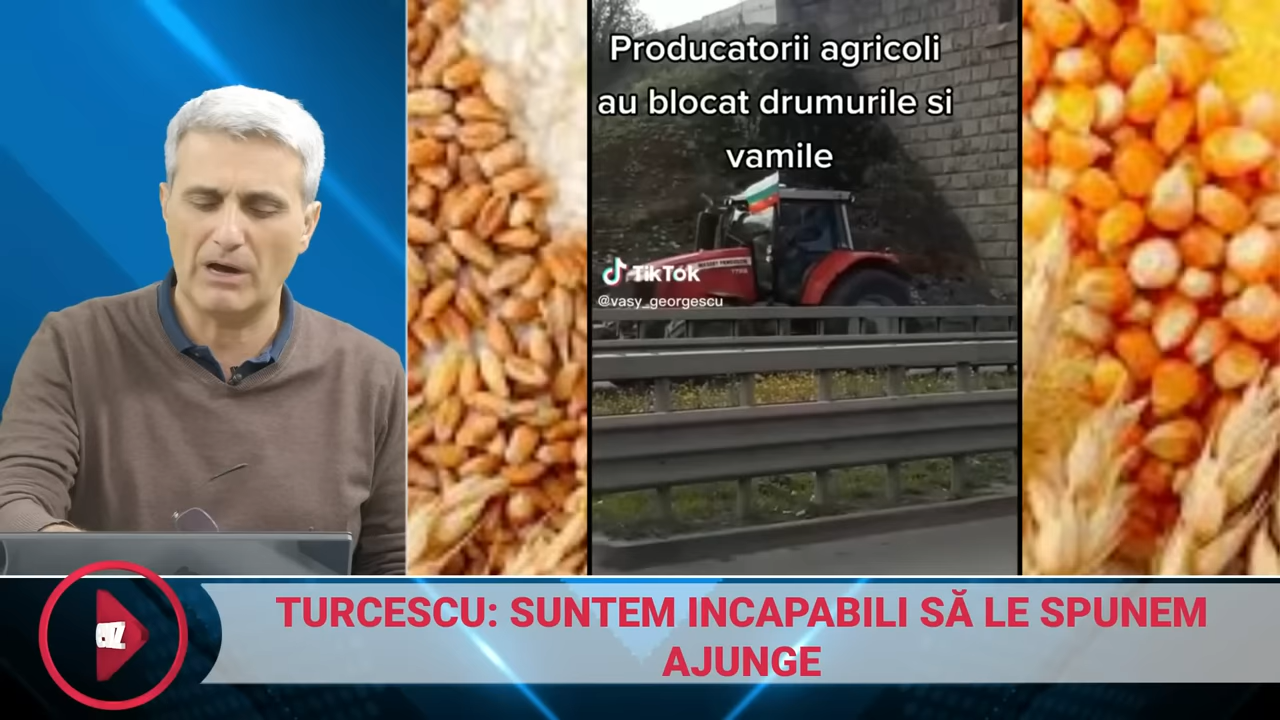 Producatorii agricoli
au blocat drumurile si
vamile
TikTok
@vasy_georgescu
TURCESCU: SUNTEM INCAPABILI SĂ LE SPUNEM
AJUNGE